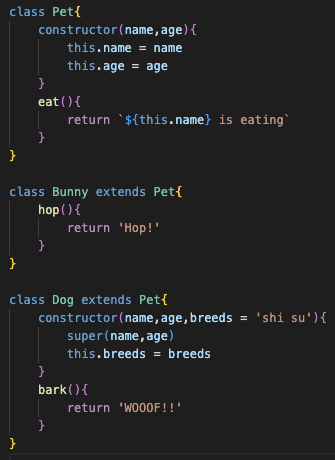 class Pet{
    constructor(name,age){
        this.name = name
        this.age = age
    }
    eat(){
        return `${this.name} is eating`
    }
}

class Bunny extends Pet{
    hop(){
        return 'Hop!'
    }
}

class Dog extends Pet{
    constructor(name,age,breeds = 'shi su'){
        super(name,age)
        this.breeds = breeds
    }
    bark(){
        return 'WOOOF!!'
    }
}